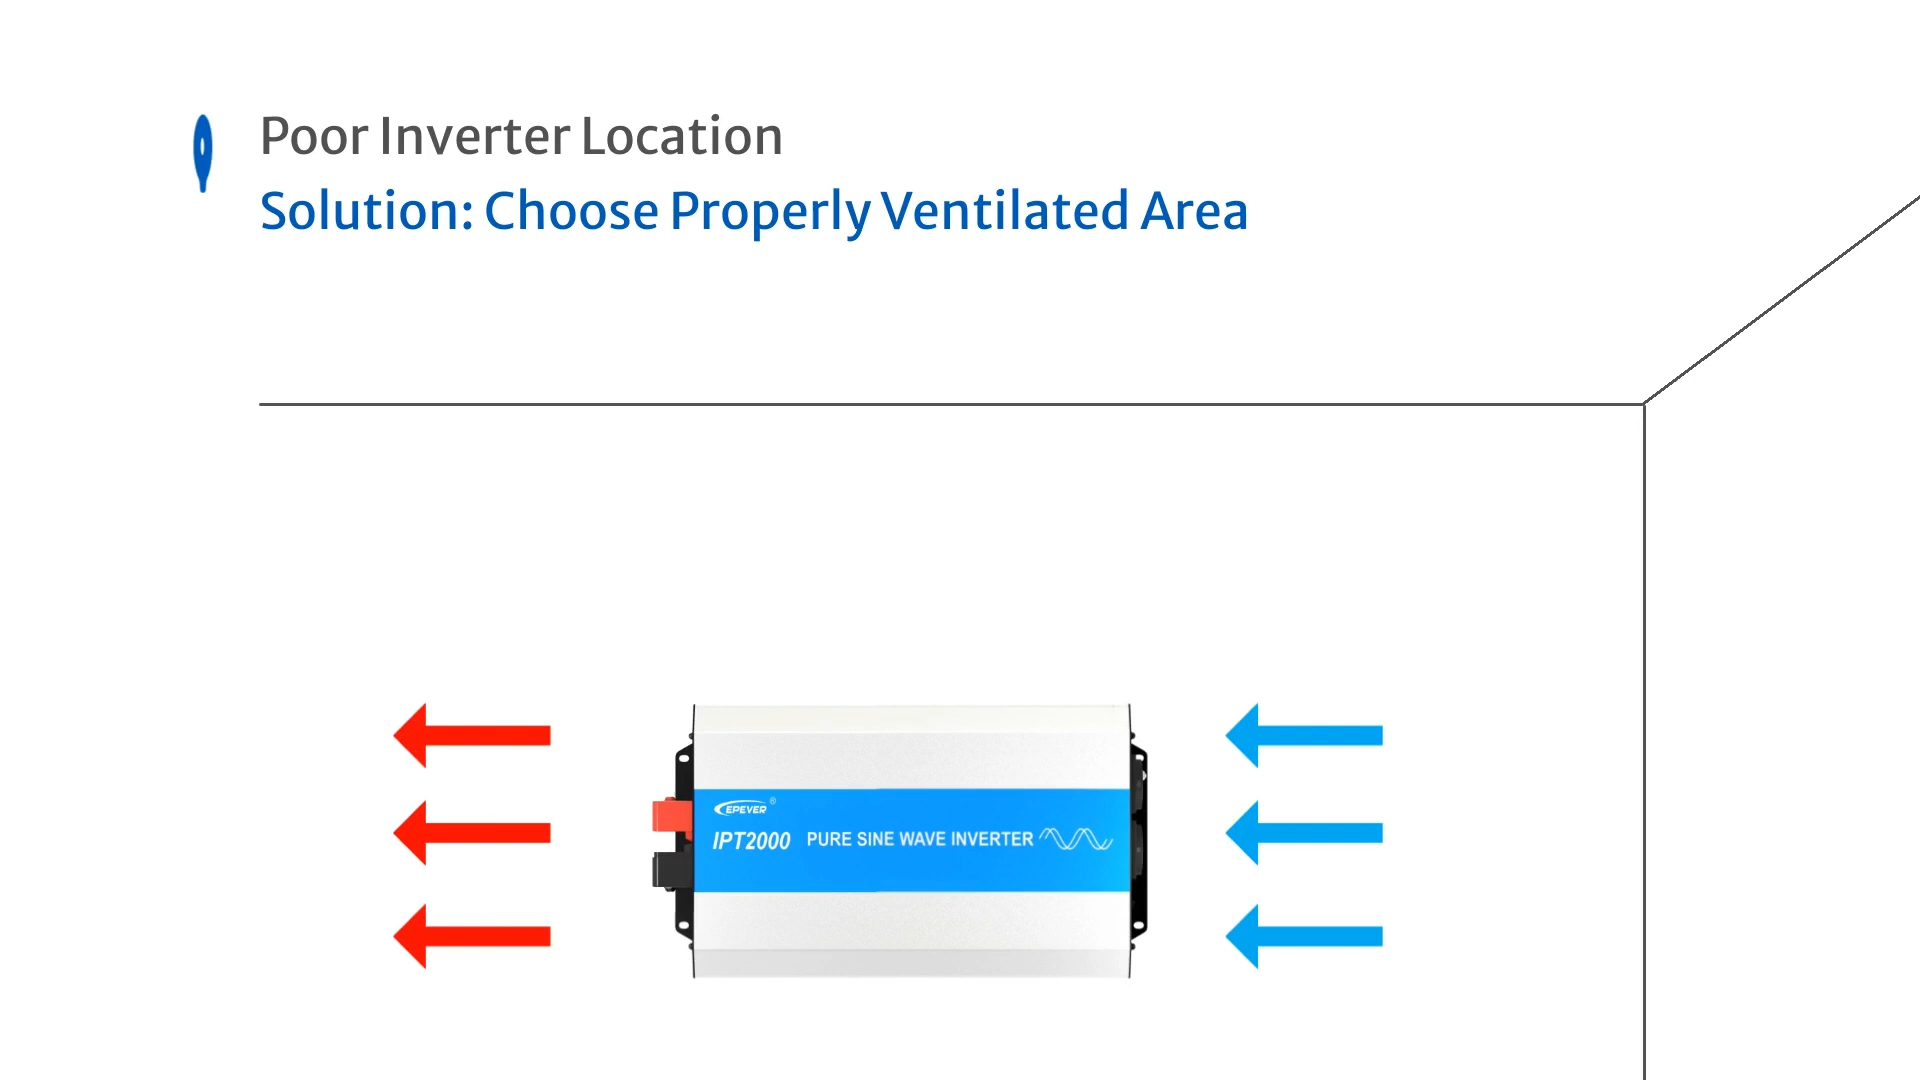 Poor Inverter Location
Solution: Choose Properly Ventilated Area
EPEVER ®
IPT2000 PURE SINE WAVE INVERTER